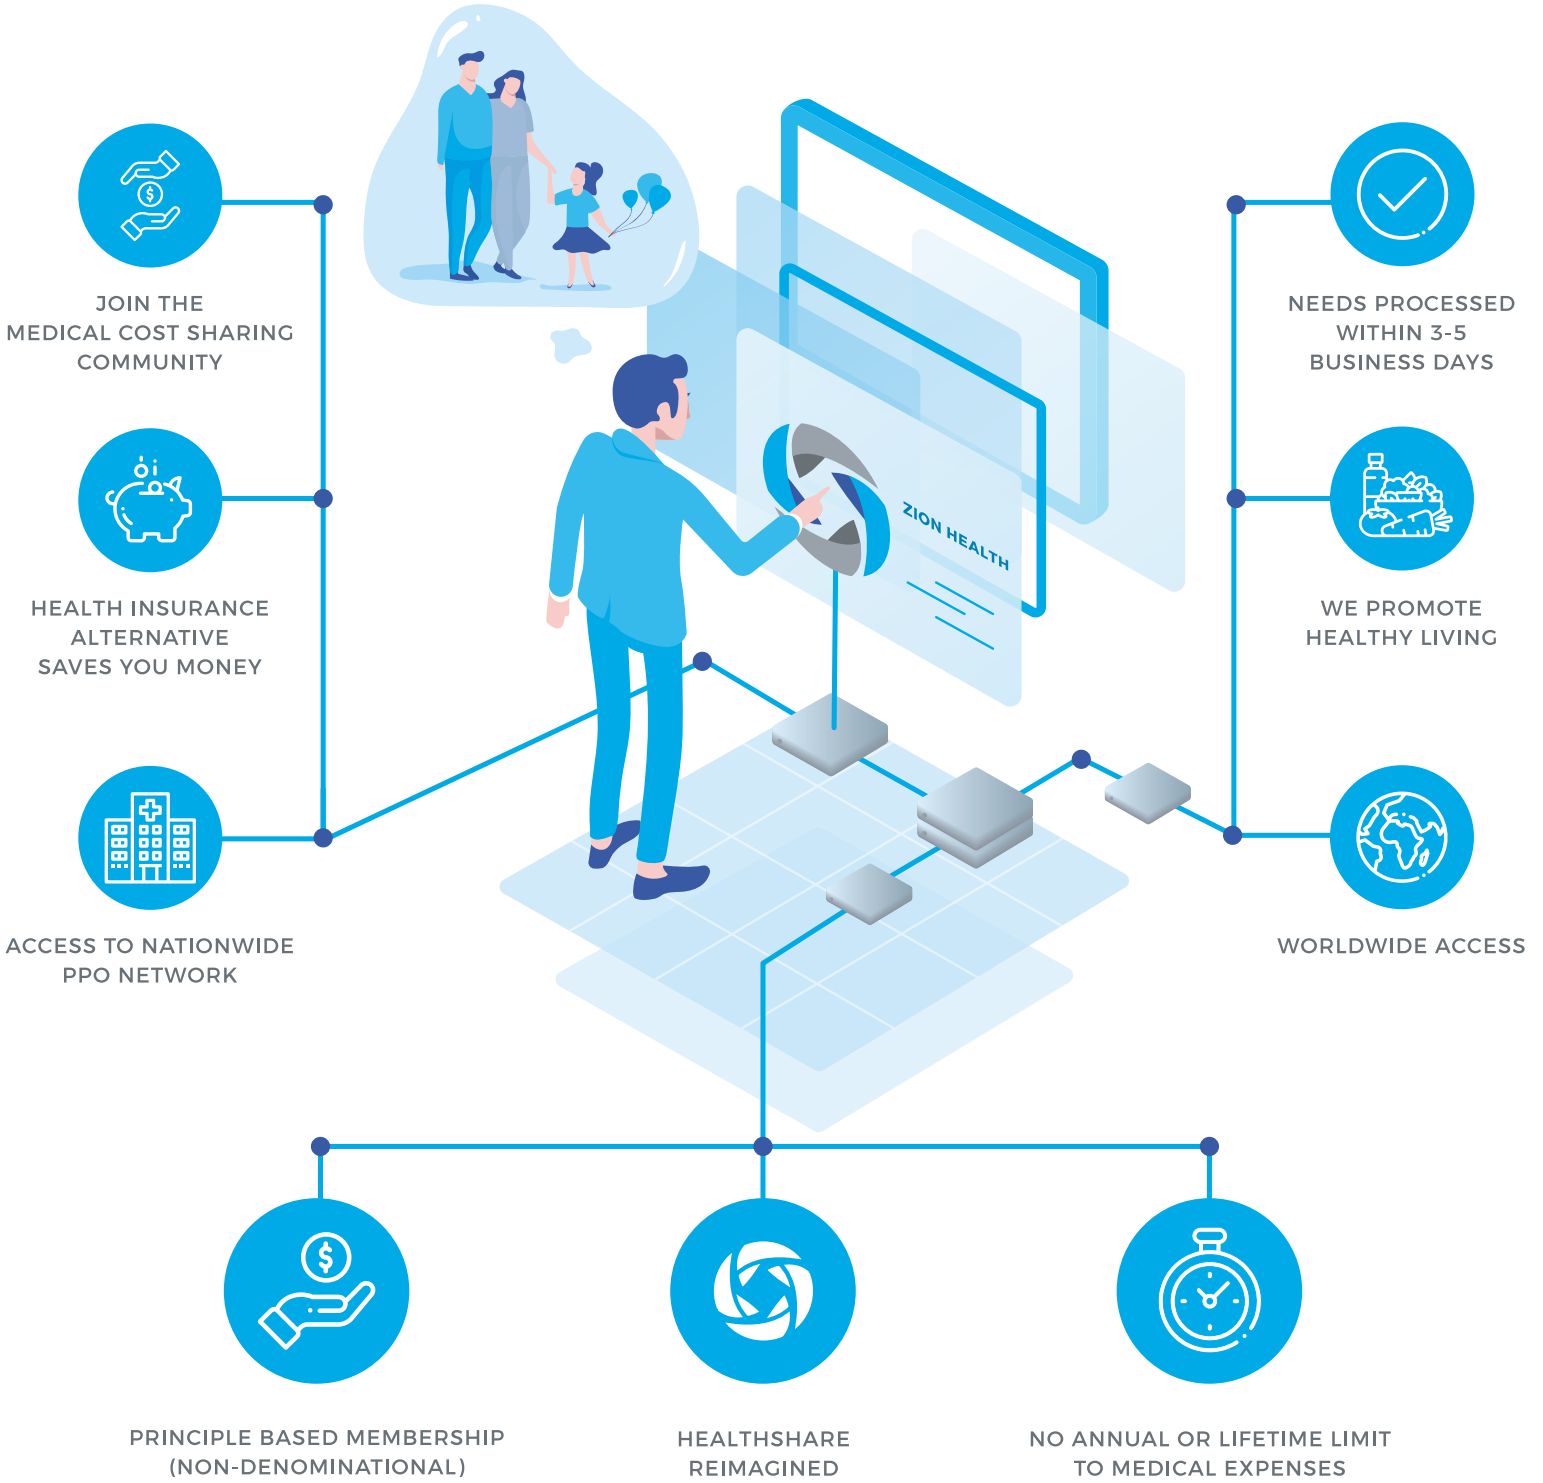 JOIN THE
MEDICAL COST SHARING
COMMUNITY
HEALTH INSURANCE
ALTERNATIVE
SAVES YOU MONEY
ACCESS TO NATIONWIDE
PPO NETWORK
ZION HEALTH
NEEDS PROCESSED
WITHIN 3-5
BUSINESS DAYS
WE PROMOTE
HEALTHY LIVING
WORLDWIDE ACCESS
PRINCIPLE BASED MEMBERSHIP
(NON-DENOMINATIONAL)
HEALTHSHARE
REIMAGINED
NO ANNUAL OR LIFETIME LIMIT
TO MEDICAL EXPENSES